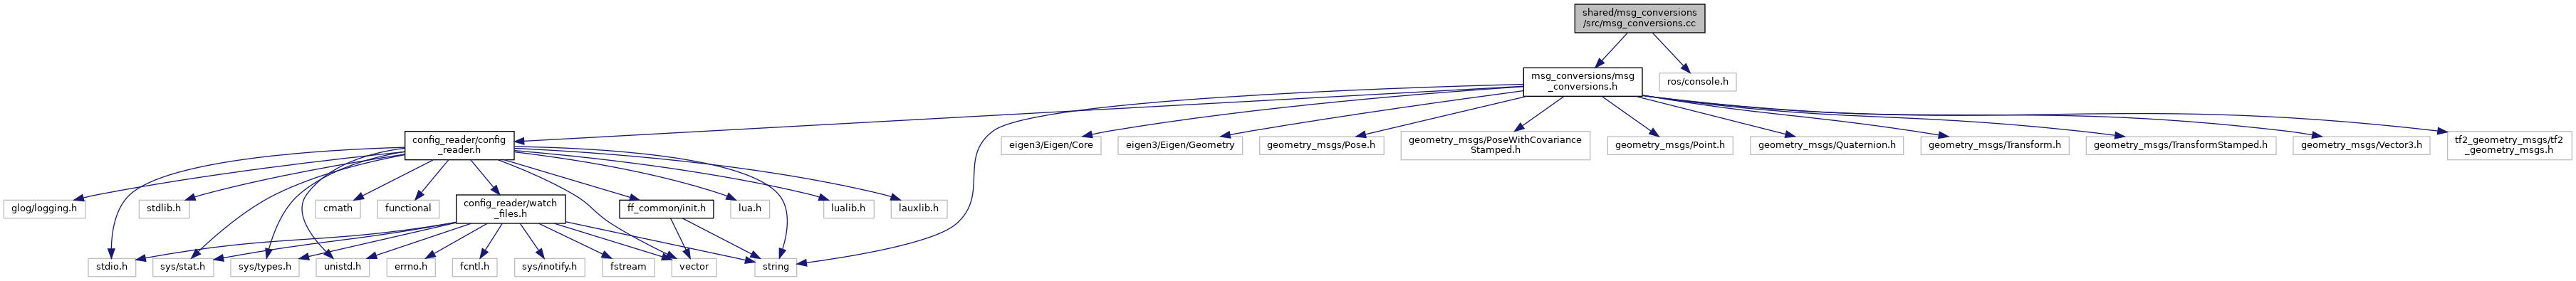 shared/msg_conversions
/src/msg_conversions.cc
msg_conversions/msg
_conversions.h
ros/console.h
config_reader/config
_reader.h
eigen3/Eigen/Core
eigen3/Eigen/Geometry
geometry_msgs/Pose.h
geometry_msgs/PoseWithCovariance
Stamped.h
geometry_msgs/Point.h
geometry_msgs/Quaternion.h
geometry_msgs/Transform.h
geometry_msgs/TransformStamped.h
geometry_msgs/Vector3.h
tf2_geometry_msgs/tf2
_geometry_msgs.h
glog/logging.h
stdlib.h
cmath
functional
config_reader/watch
_files.h
ff_common/init.h
lua.h
lualib.h
lauxlib.h
stdio.h
sys/stat.h
sys/types.h
unistd.h
errno.h
fcntl.h
sys/inotify.h
fstream
vector
string